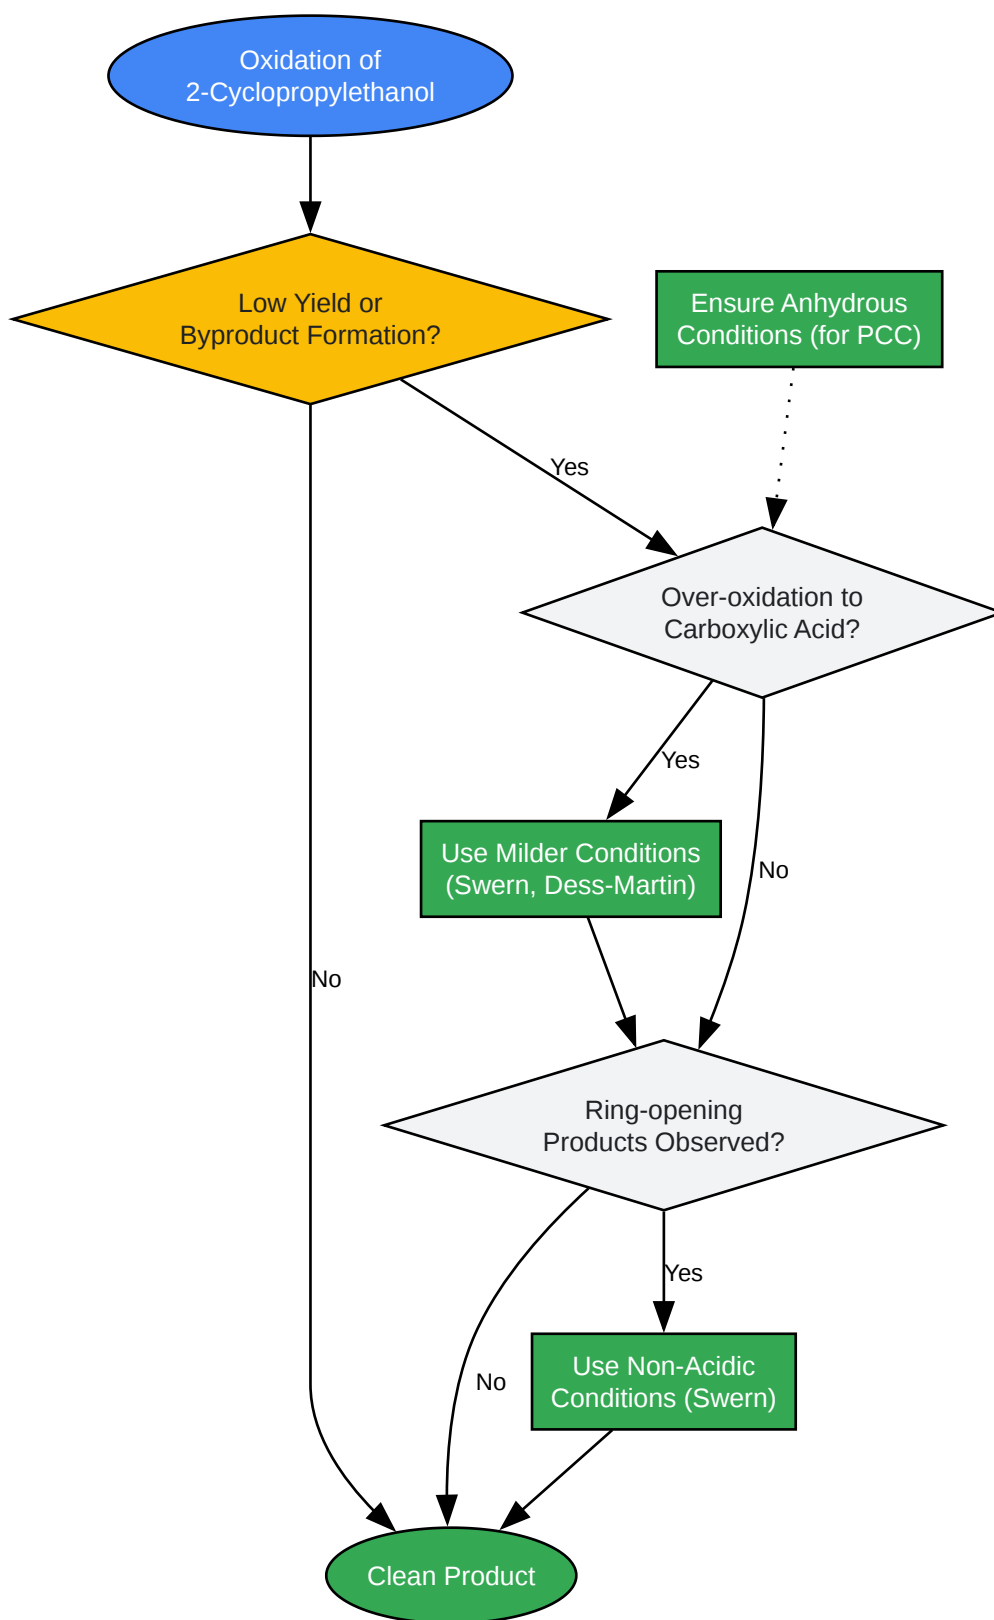 Oxidation of
2-Cyclopropylethanol
Low Yield or
Byproduct Formation?
Ensure Anhydrous
Conditions (for PCC)
Yes
Over-oxidation to
Carboxylic Acid?
Yes
Use Milder Conditions
(Swern, Dess-Martin)
No
No
Ring-opening
Products Observed?
Yes
Use Non-Acidic
Conditions (Swern)
No
Clean Product